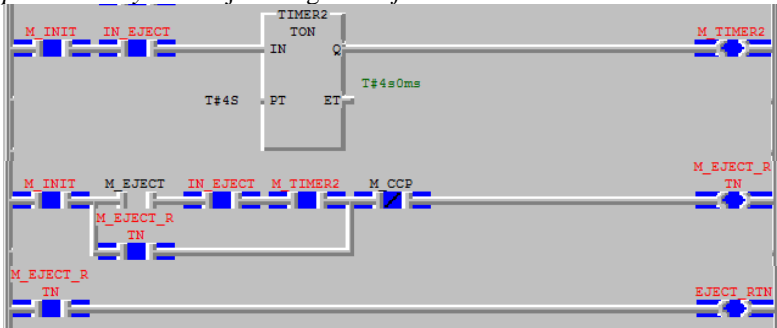 TIMER2
M_INIT IN_EJECT TON M_TIMER2
IN Q
T#4s0ms
T#4S PT ET
M_EJECT_R
M_INIT M_EJECT IN_EJECT M_TIMER2 M_CCP TN
M_EJECT_R
TN
M_EJECT_R
TN EJECT_RTN